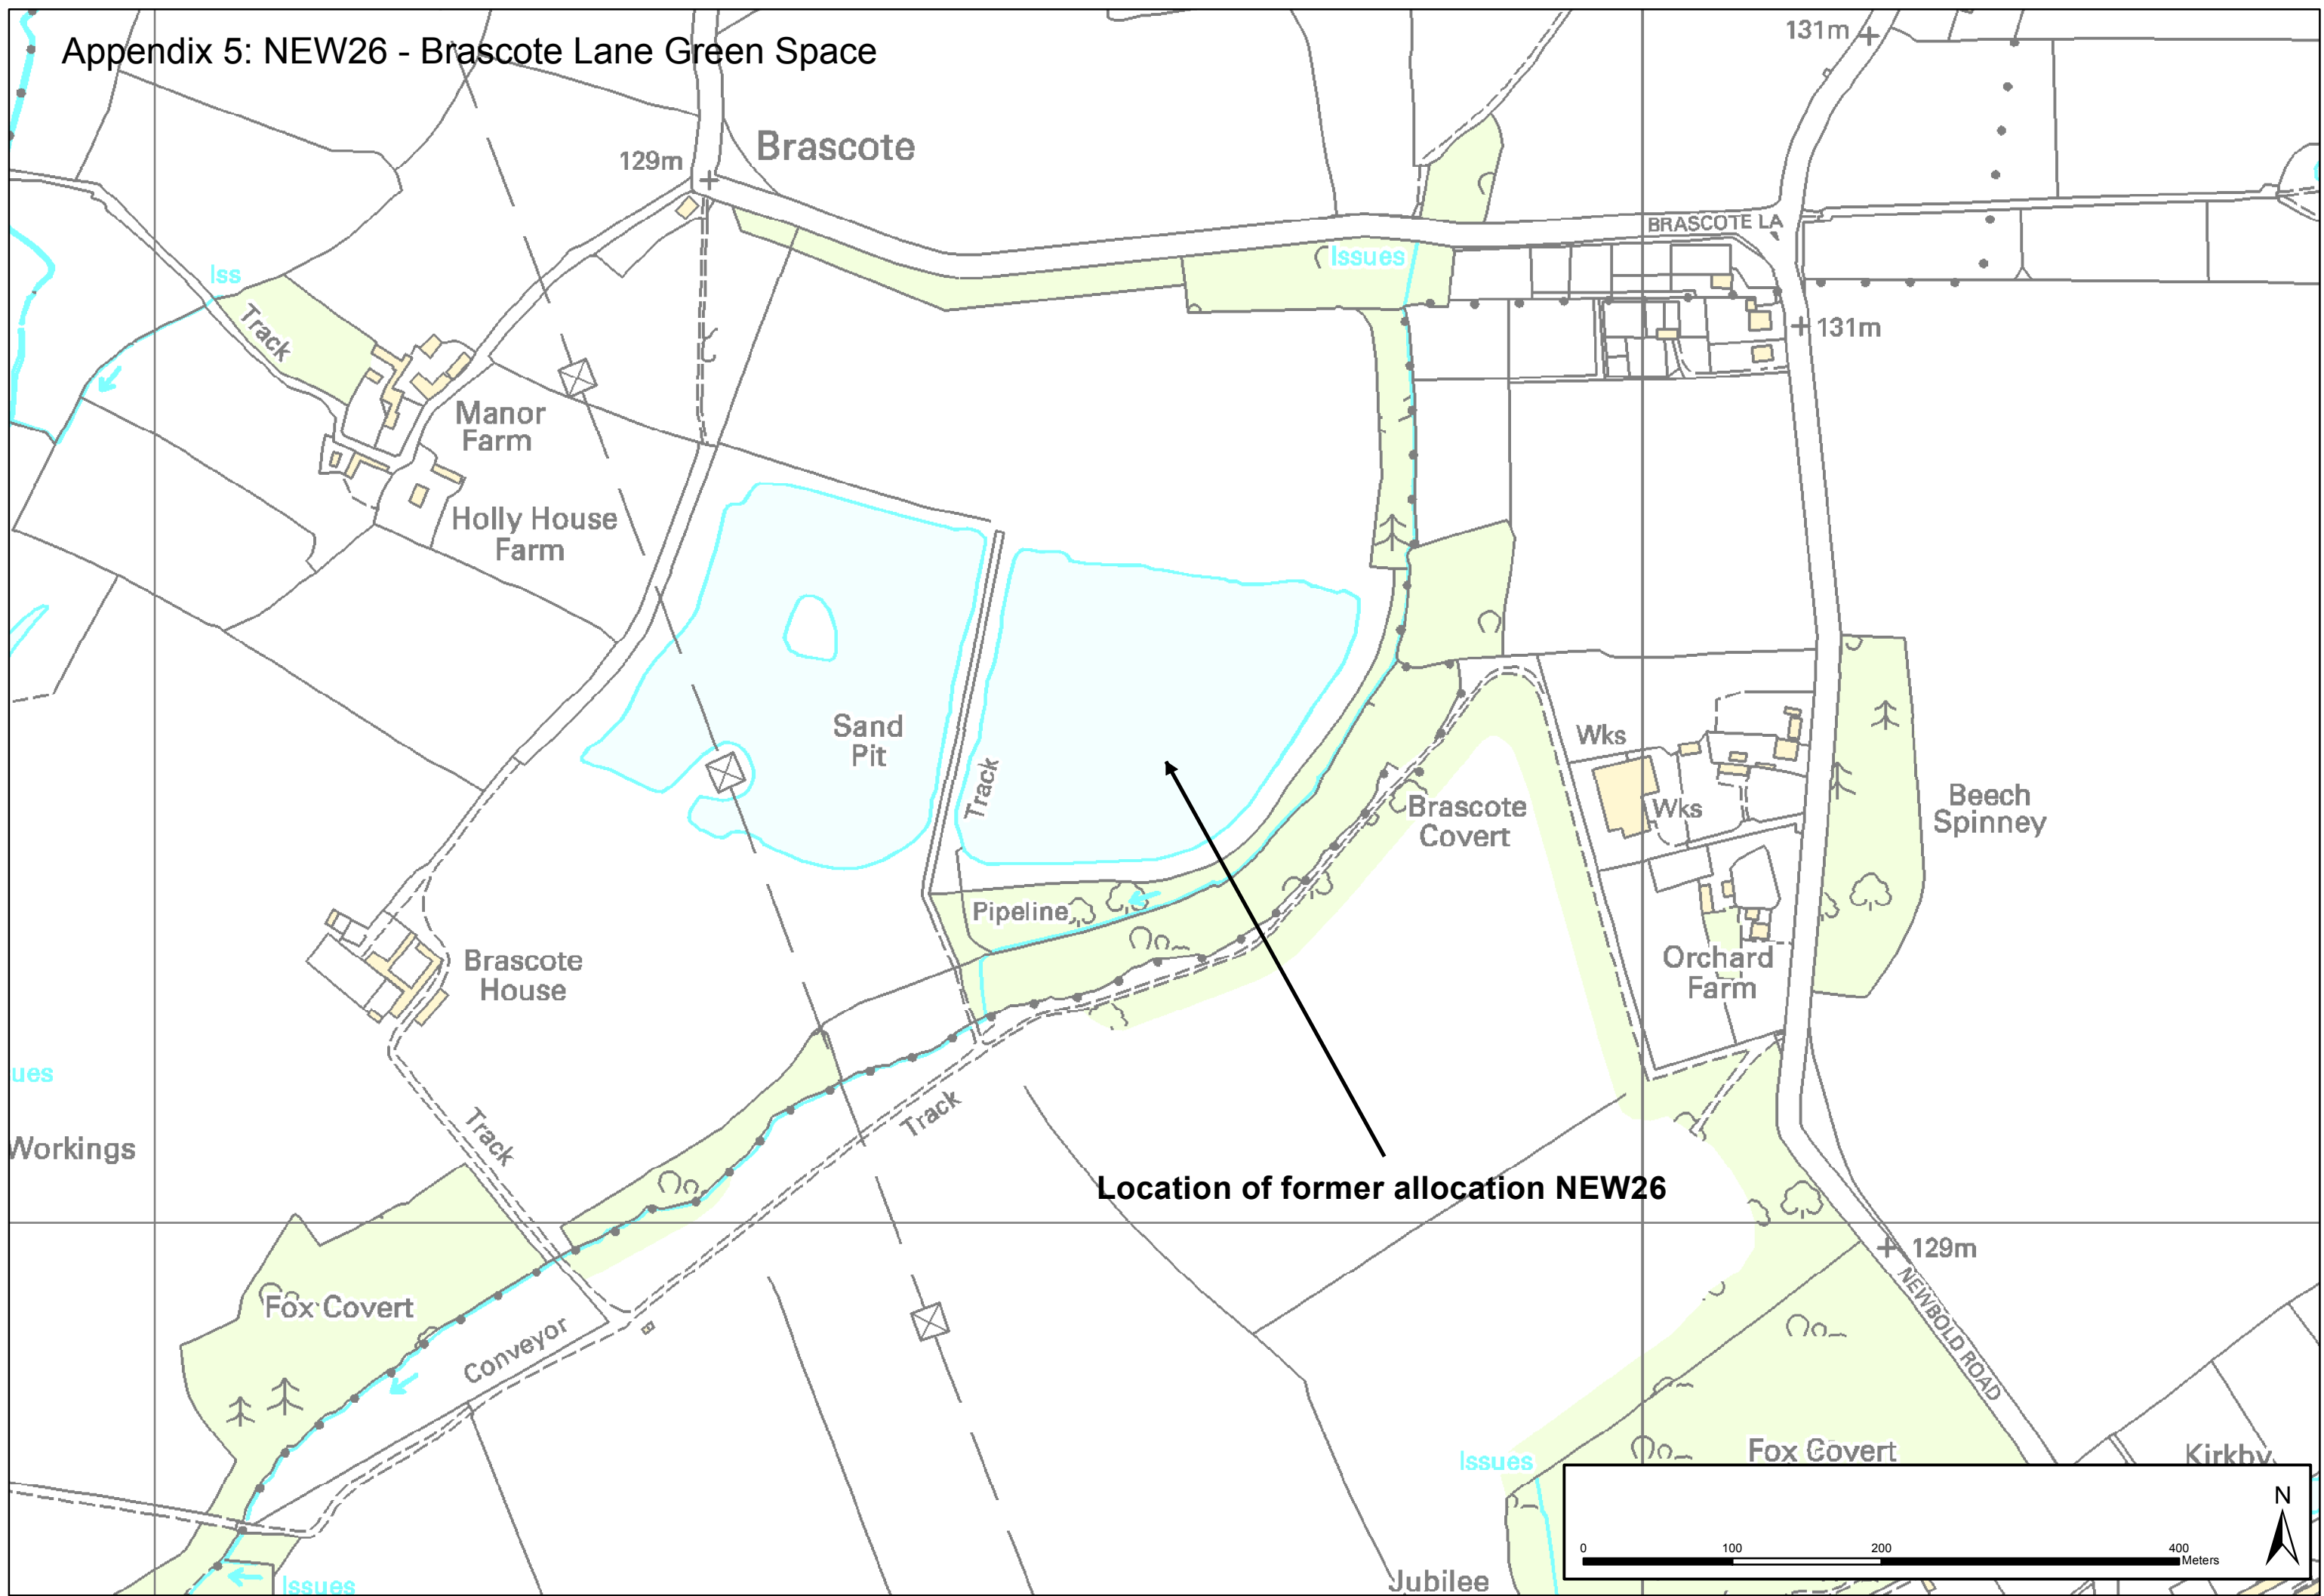 Appendix 5: NEW26 - Brascote Lane Green Space
131m
Brascote
129m
BRASCOTE LA
Issues
Iss
Track
131m
Manor
Farm
Holly House
Farm
Sand
Pit
Track
Wks
Wks
Brascote
Covert
Beech
Spinney
Pipeline
Brascote
House
Orchard
Farm
ues
Track
Track
Workings
Location of former allocation NEW26
129m
NEWBOLD ROAD
Fox Covert
Conveyor
Issues
Fox Covert
Kirkby
N
0
100
200
400
Meters
Jubilee
Issues